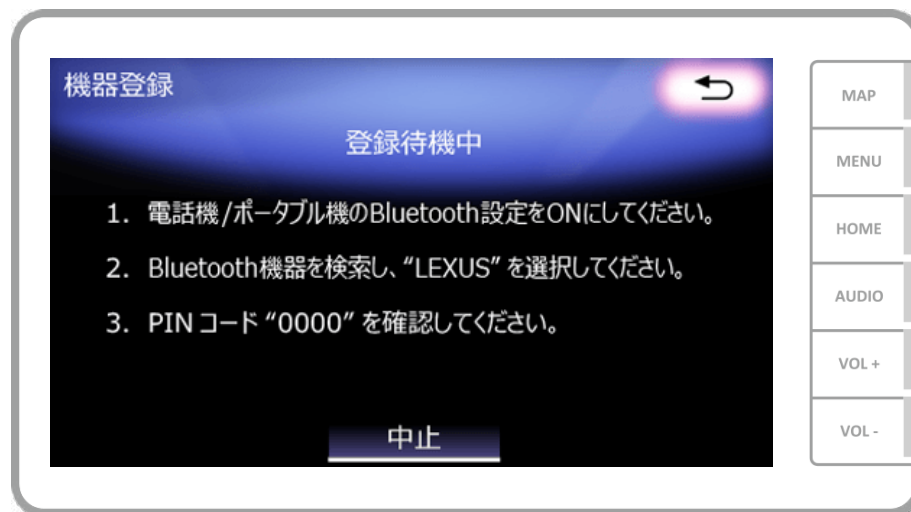 機器登録
登録待機中
1. 電話機/ポータブル機のBluetooth設定をONにしてください。
2. Bluetooth機器を検索し、“LEXUS” を選択してください。
3. PINコード “0000” を確認してください。
中止
MAP
MENU
HOME
AUDIO
VOL +
VOL -